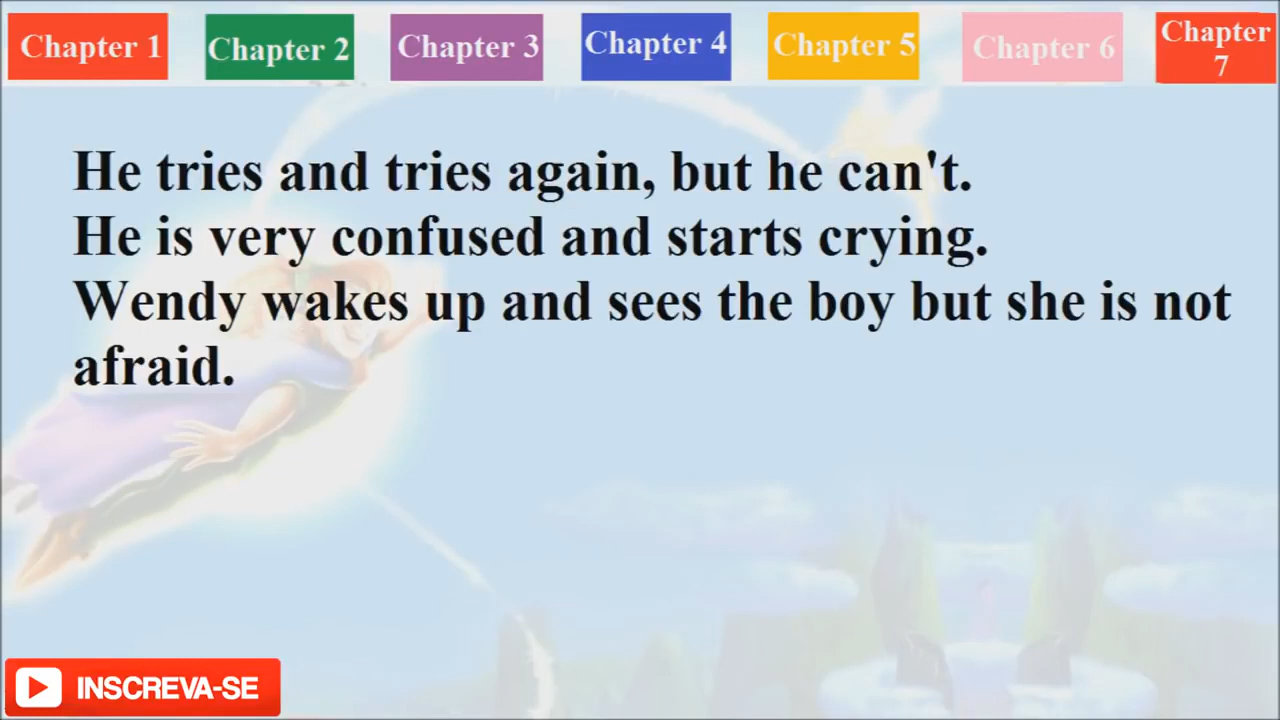 Chapter 1
Chapter 2
Chapter 3
Chapter 4
Chapter 5
Chapter 6
Chapter
7
He tries and tries again, but he can't.
He is very confused and starts crying.
Wendy wakes up and sees the boy but she is not
afraid.
INSCREVA-SE